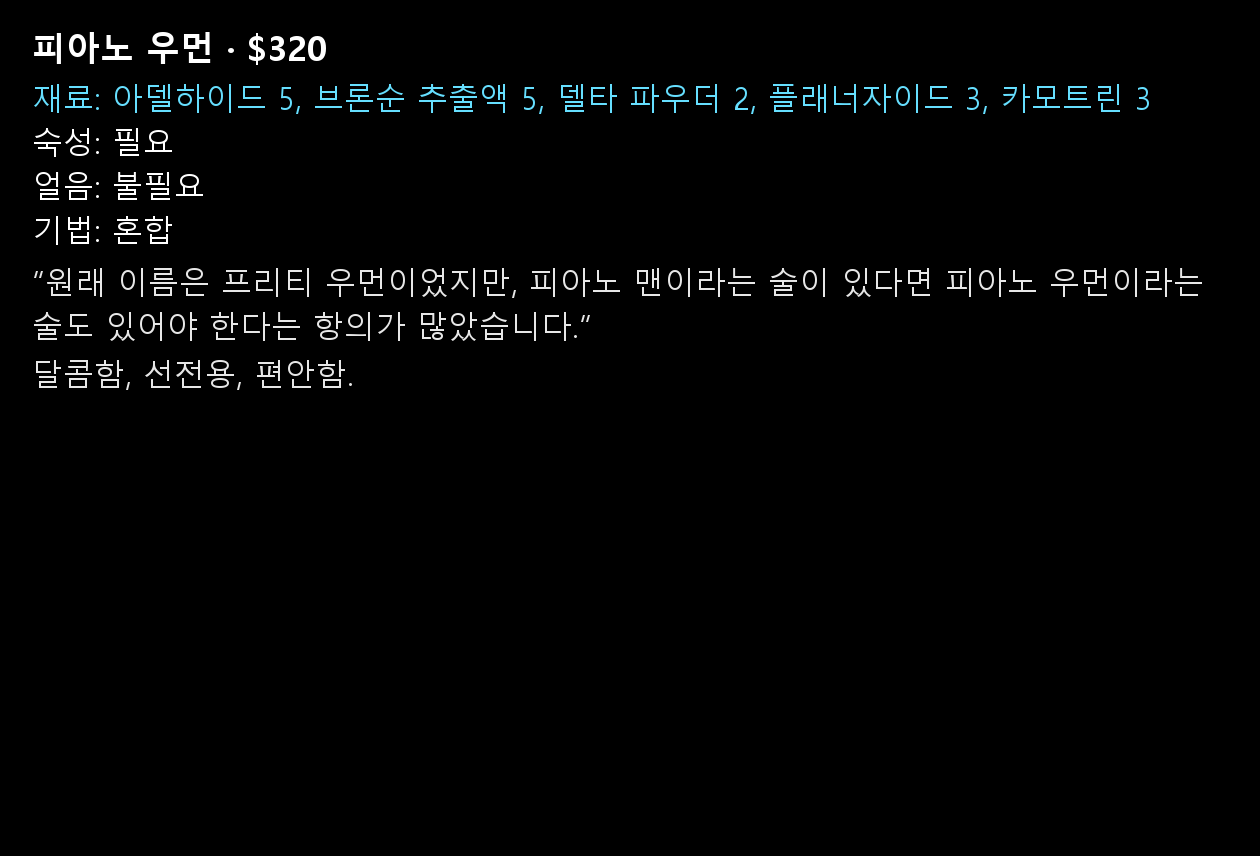 피아노 우먼 · $320
재료: 아델하이드 5, 브론슨 추출액 5, 델타 파우더 2, 플래너자이드 3, 카모트린 3
숙성: 필요
얼음: 불필요
기법: 혼합
“원래 이름은 프리티 우먼이었지만, 피아노 맨이라는 술이 있다면 피아노 우먼이라는
술도 있어야 한다는 항의가 많았습니다.”
달콤함, 선전용, 편안함.